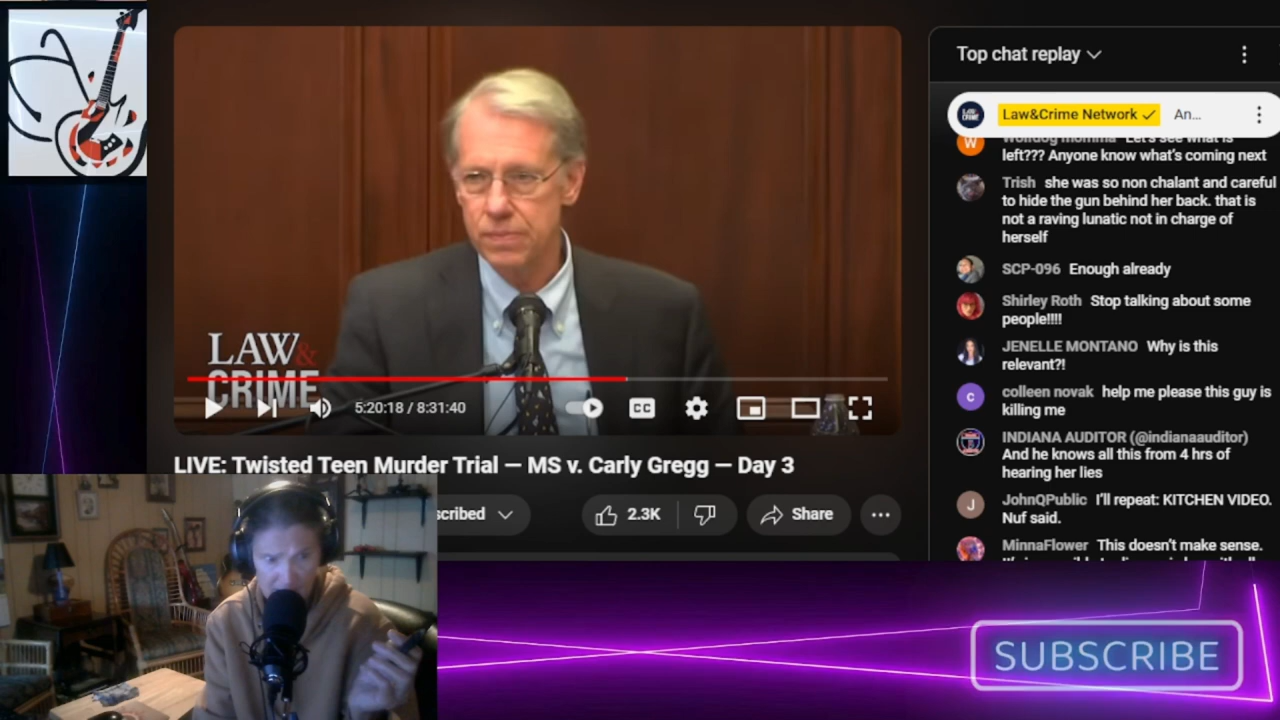 Top chat replay
LAW& CRIME Law&Crime Network An...
Wolfdog momma Let's see what is
left??? Anyone know what's coming next
Trish she was so non chalant and careful
to hide the gun behind her back. that is
not a raving lunatic not in charge of
herself
SCP-096 Enough already
Shirley Roth Stop talking about some
people!!!!
JENELLE MONTANO Why is this
relevant?!
colleen novak help me please this guy is
killing me
INDIANA AUDITOR (@indianaauditor)
And he knows all this from 4 hrs of
hearing her lies
JohnQPublic I'll repeat: KITCHEN VIDEO.
Nuf said.
MinnaFlower This doesn't make sense.
LAW&
CRIME
5:20:18 / 8:31:40
CC
LIVE: Twisted Teen Murder Trial — MS v. Carly Gregg — Day 3
scribed
2.3K
Share
SUBSCRIBE